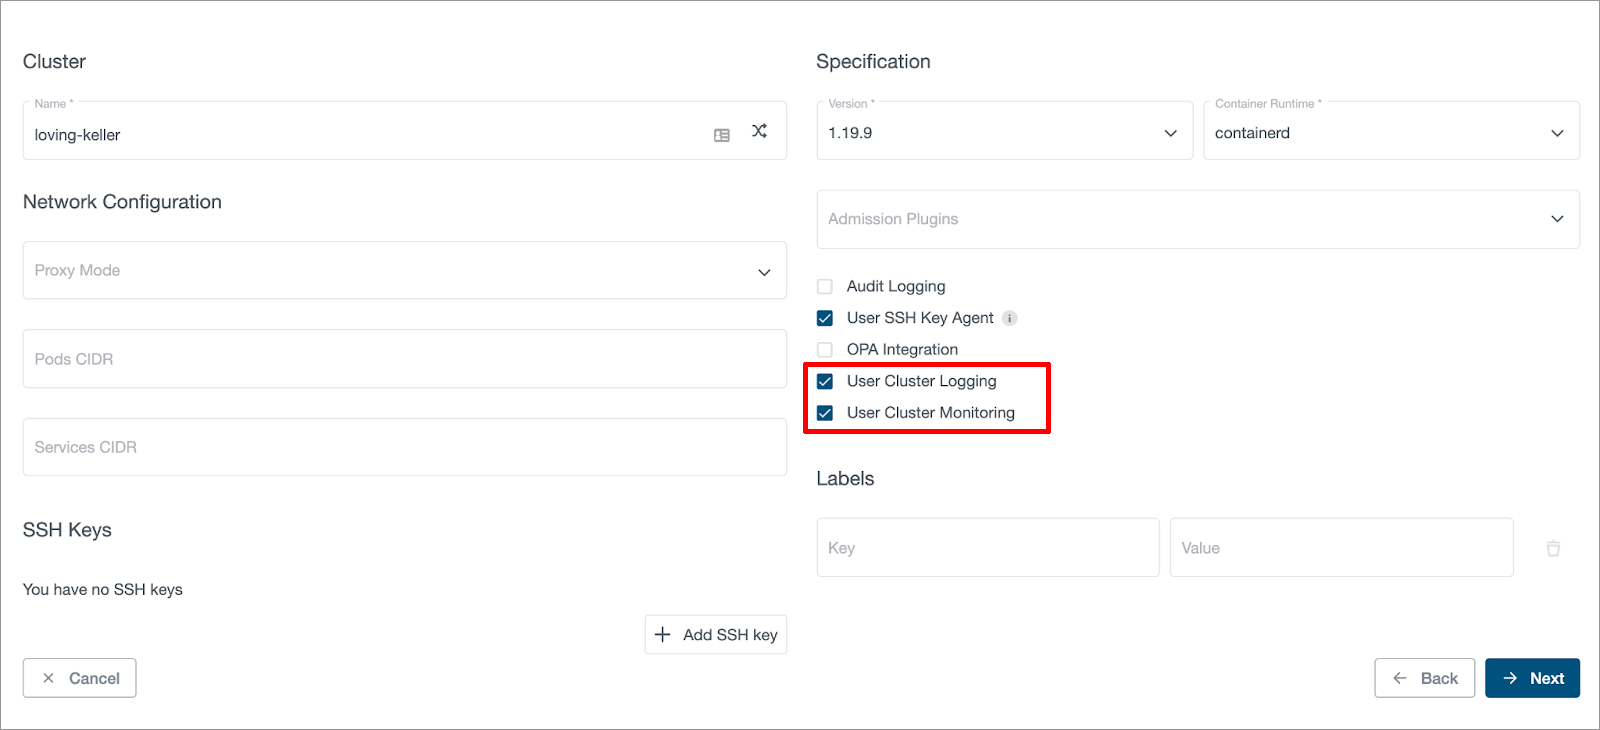 Cluster
Name *
loving-keller
Network Configuration
Proxy Mode
Pods CIDR
Services CIDR
SSH Keys
You have no SSH keys
Add SSH key
Cancel
Specification
Version *
1.19.9
Container Runtime *
containerd
Admission Plugins
Audit Logging
User SSH Key Agent
OPA Integration
User Cluster Logging
User Cluster Monitoring
Labels
Key
Value
Back
Next